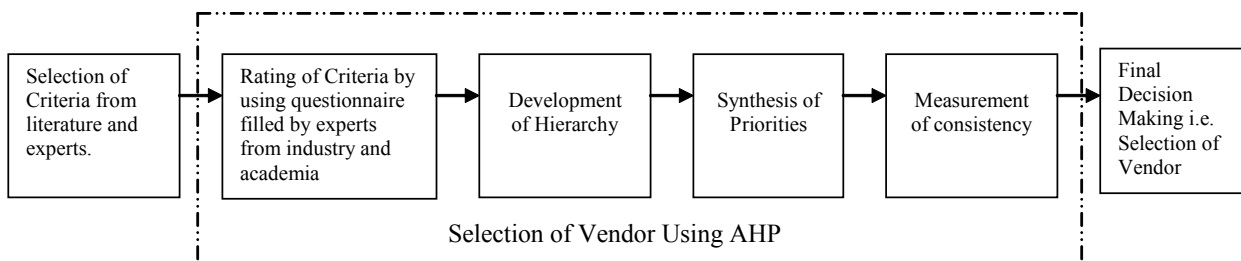 Selection of
Criteria from
literature and
experts.
Rating of Criteria by
using questionnaire
filled by experts
from industry and
academia
Development
of Hierarchy
Synthesis of
Priorities
Measurement
of consistency
Final
Decision
Making i.e.
Selection of
Vendor
Selection of Vendor Using AHP